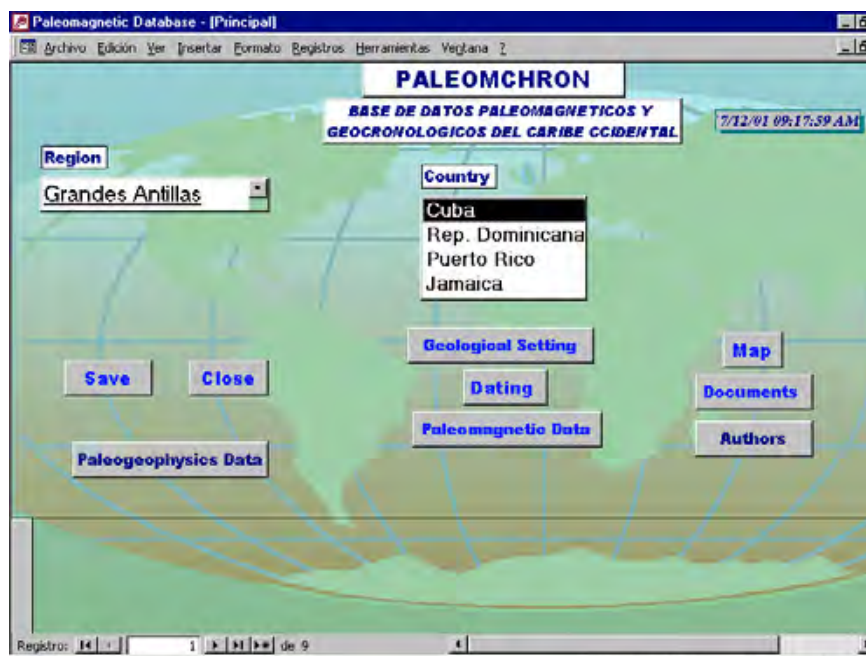 Paleomagnetic Database - [Principal]
Archivo Edición Ver Insertar Formato Registros Herramientas Ventana ?
PALEOMCHRON
BASE DE DATOS PALEOMAGNETICOS Y
GEOCRONOLOGICOS DEL CARIBE CCIDENTAL
7/12/01 09:17:59 AM
Region
Grandes Antillas
Country
Cuba
Rep. Dominicana
Puerto Rico
Jamaica
Geological Setting
Map
Save
Close
Dating
Documents
Paleomagnetic Data
Authors
Paleogeophysics Data
Registro: 1 de 9